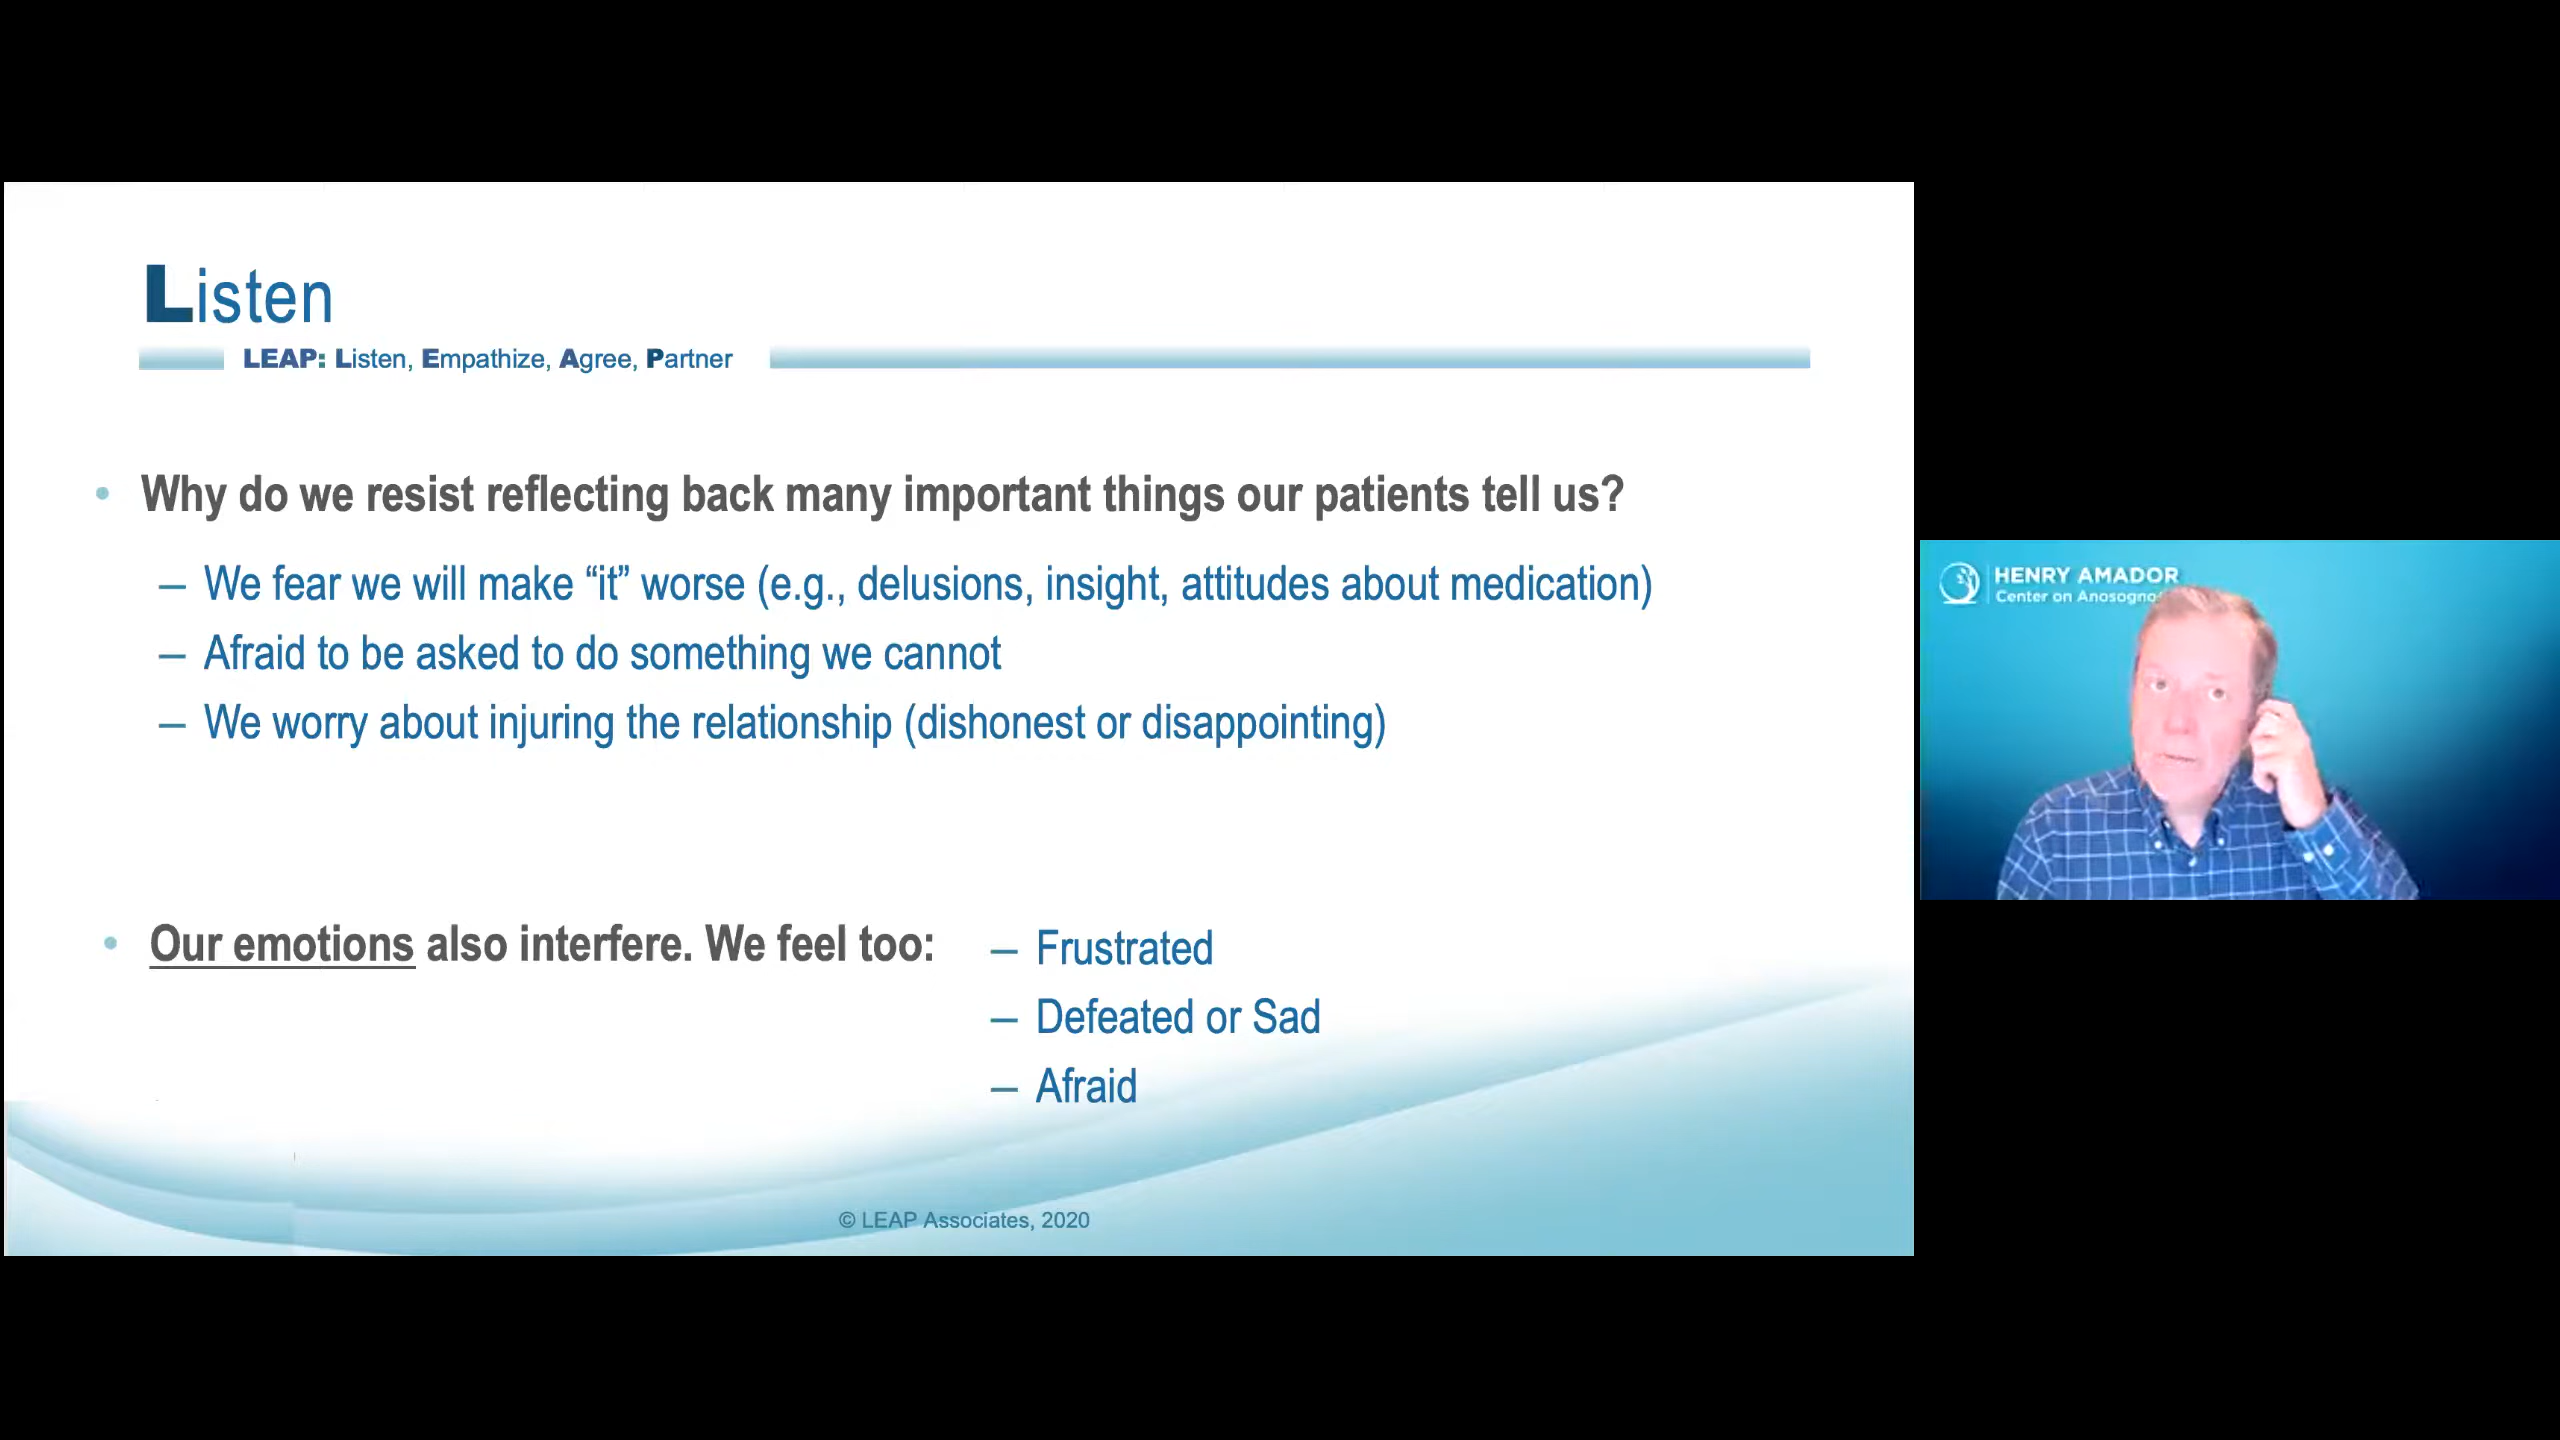 Listen
LEAP: Listen, Empathize, Agree, Partner
• Why do we resist reflecting back many important things our patients tell us?
– We fear we will make “it” worse (e.g., delusions, insight, attitudes about medication)
– Afraid to be asked to do something we cannot
– We worry about injuring the relationship (dishonest or disappointing)
• Our emotions also interfere. We feel too:
– Frustrated
– Defeated or Sad
– Afraid
© LEAP Associates, 2020
HENRY AMADOR
Center on